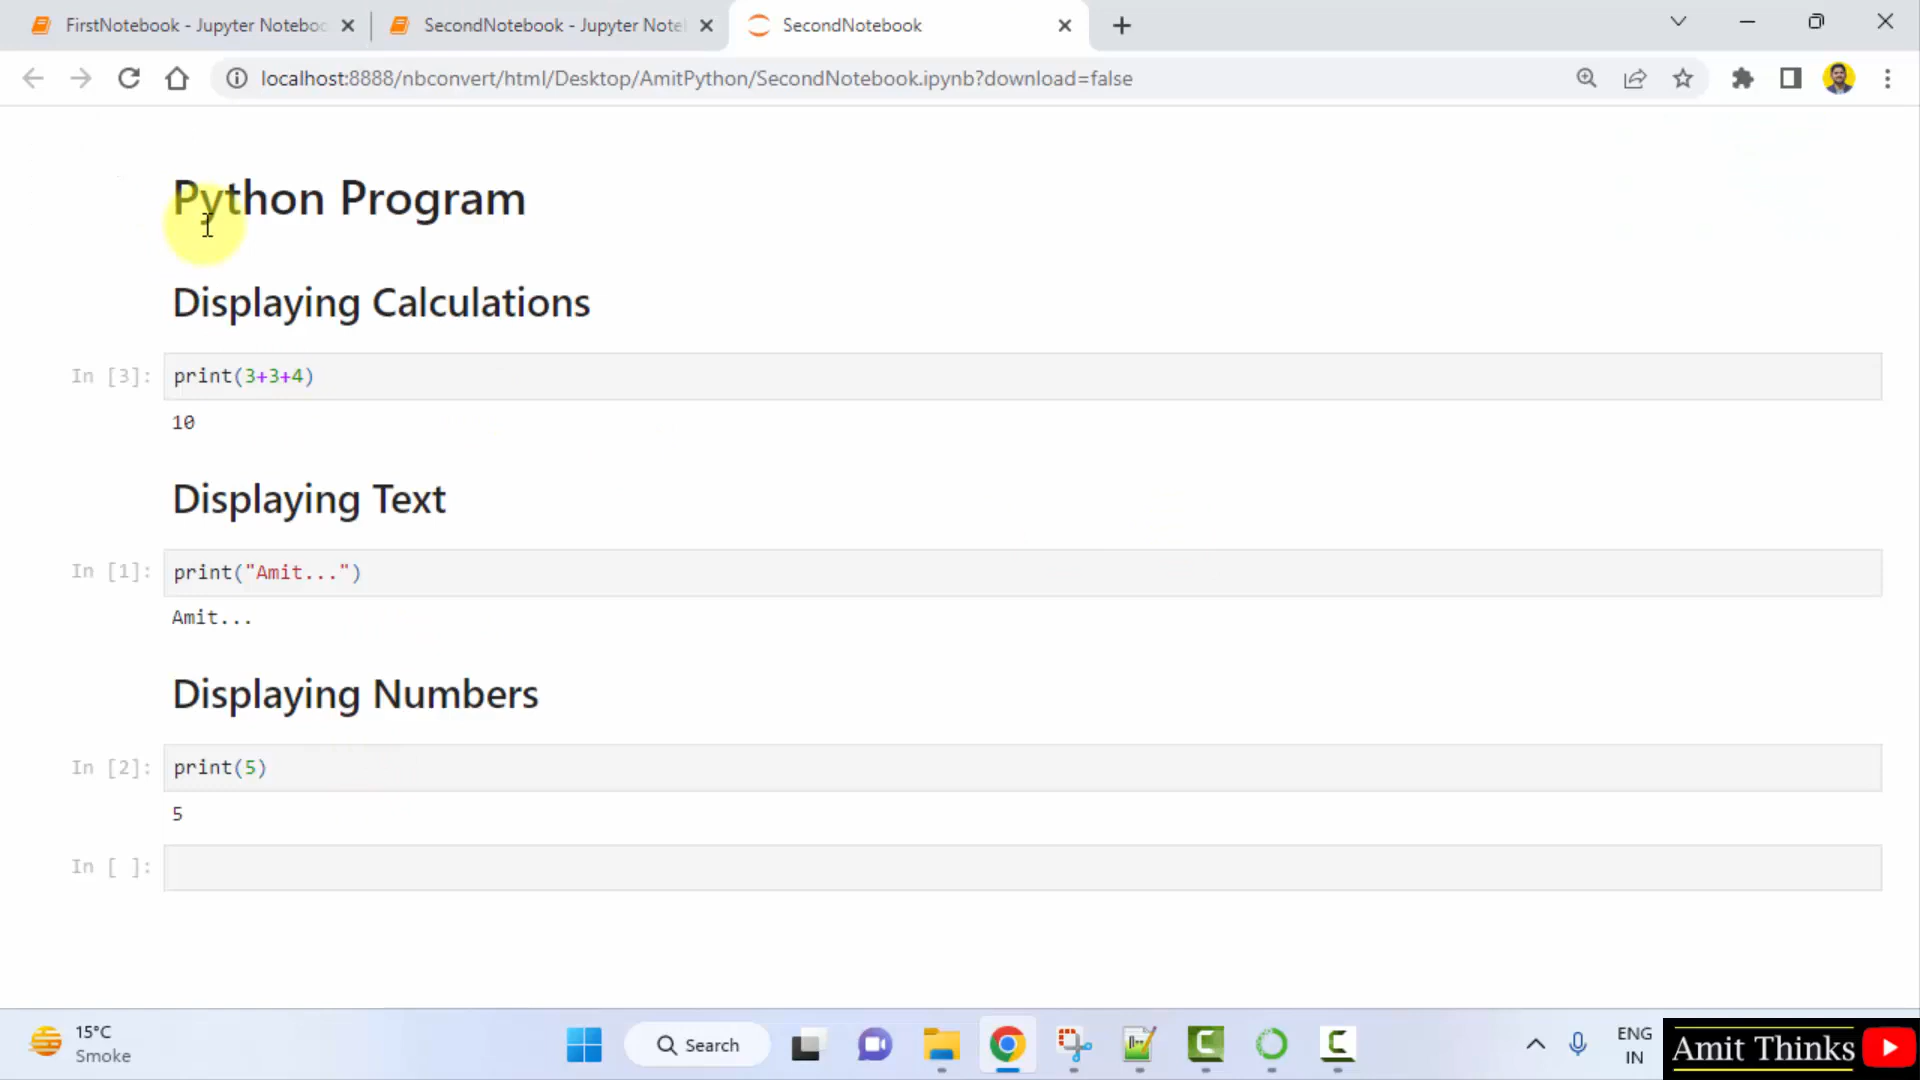 FirstNotebook - Jupyter Noteboo
SecondNotebook - Jupyter Note
SecondNotebook
localhost:8888/nbconvert/html/Desktop/AmitPython/SecondNotebook.ipynb?download=false
Python Program
Displaying Calculations
In [3]: print(3+3+4)
10
Displaying Text
In [1]: print("Amit...")
Amit...
Displaying Numbers
In [2]: print(5)
5
In [ ]:
15°C
Smoke
Search
ENG
IN
Amit Thinks